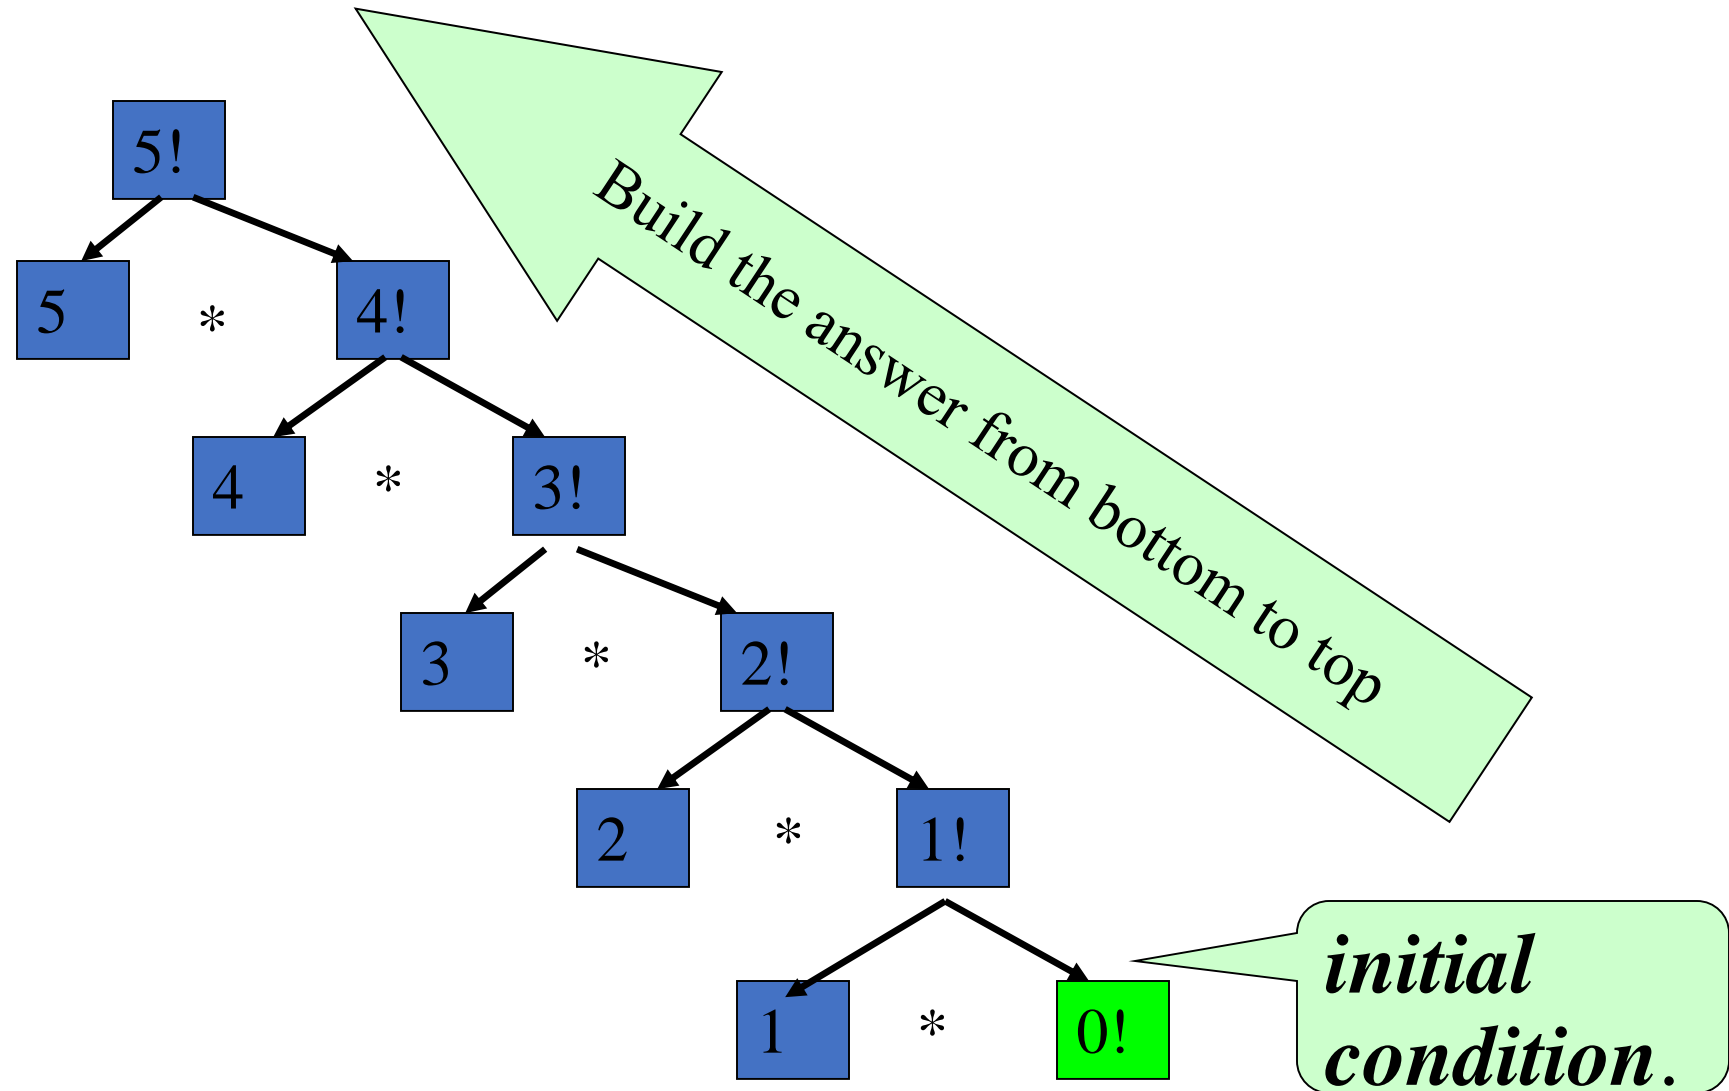 5!
Build the answer from bottom to top
5 * 4!
4 * 3!
3 * 2!
2 * 1!
1 * 0!
initial
condition.